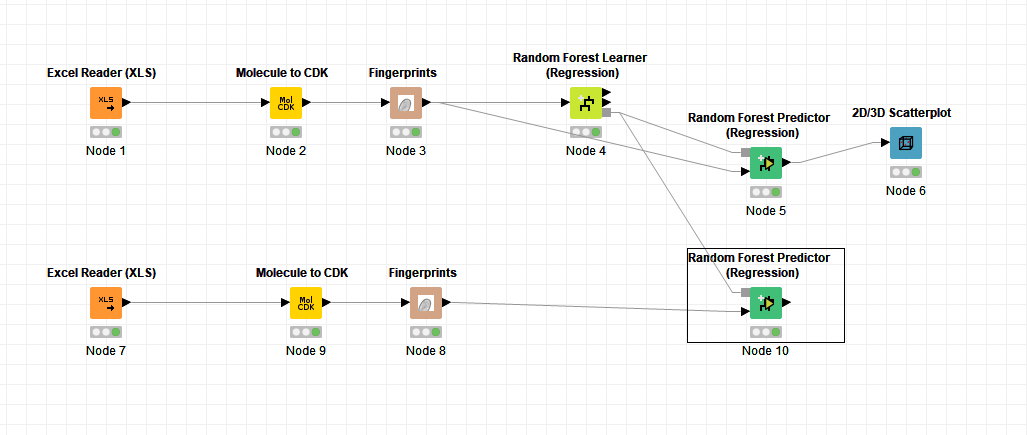 Random Forest Learner
(Regression)
Excel Reader (XLS)
Molecule to CDK
Fingerprints
XLS
Mol
CDK
Node 1
Node 2
Node 3
Node 4
Random Forest Predictor
(Regression)
2D/3D Scatterplot
Node 5
Node 6
Excel Reader (XLS)
Molecule to CDK
Fingerprints
Random Forest Predictor
(Regression)
XLS
Mol
CDK
Node 7
Node 9
Node 8
Node 10